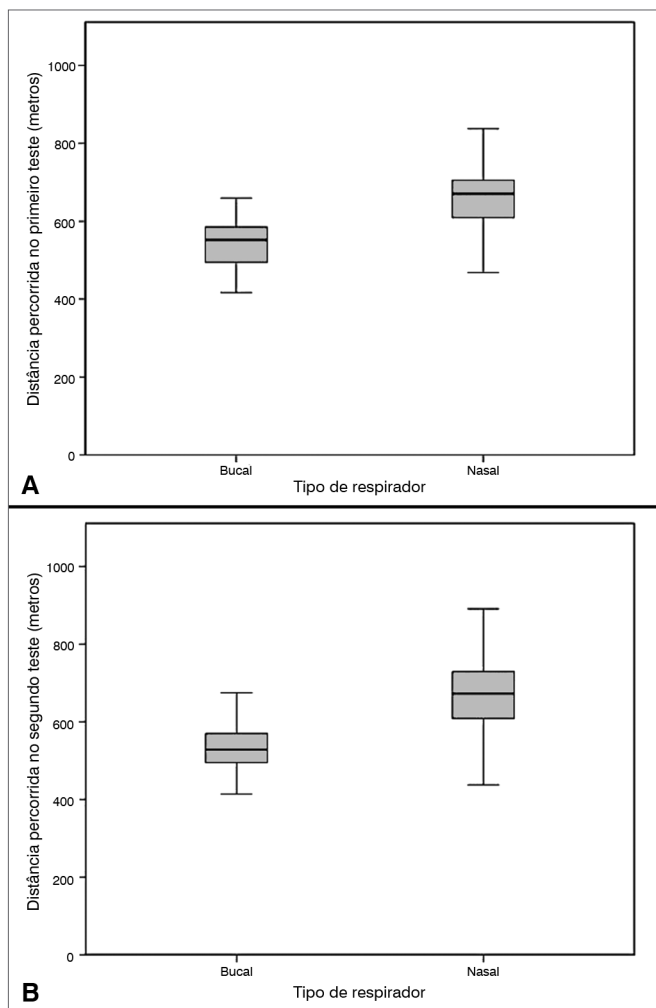 Distância percorrida no primeiro teste (metros)
1000
800
600
400
200
0
Bucal
Nasal
Tipo de respirador
A
Distância percorrida no segundo teste (metros)
1000
800
600
400
200
0
Bucal
Nasal
Tipo de respirador
B